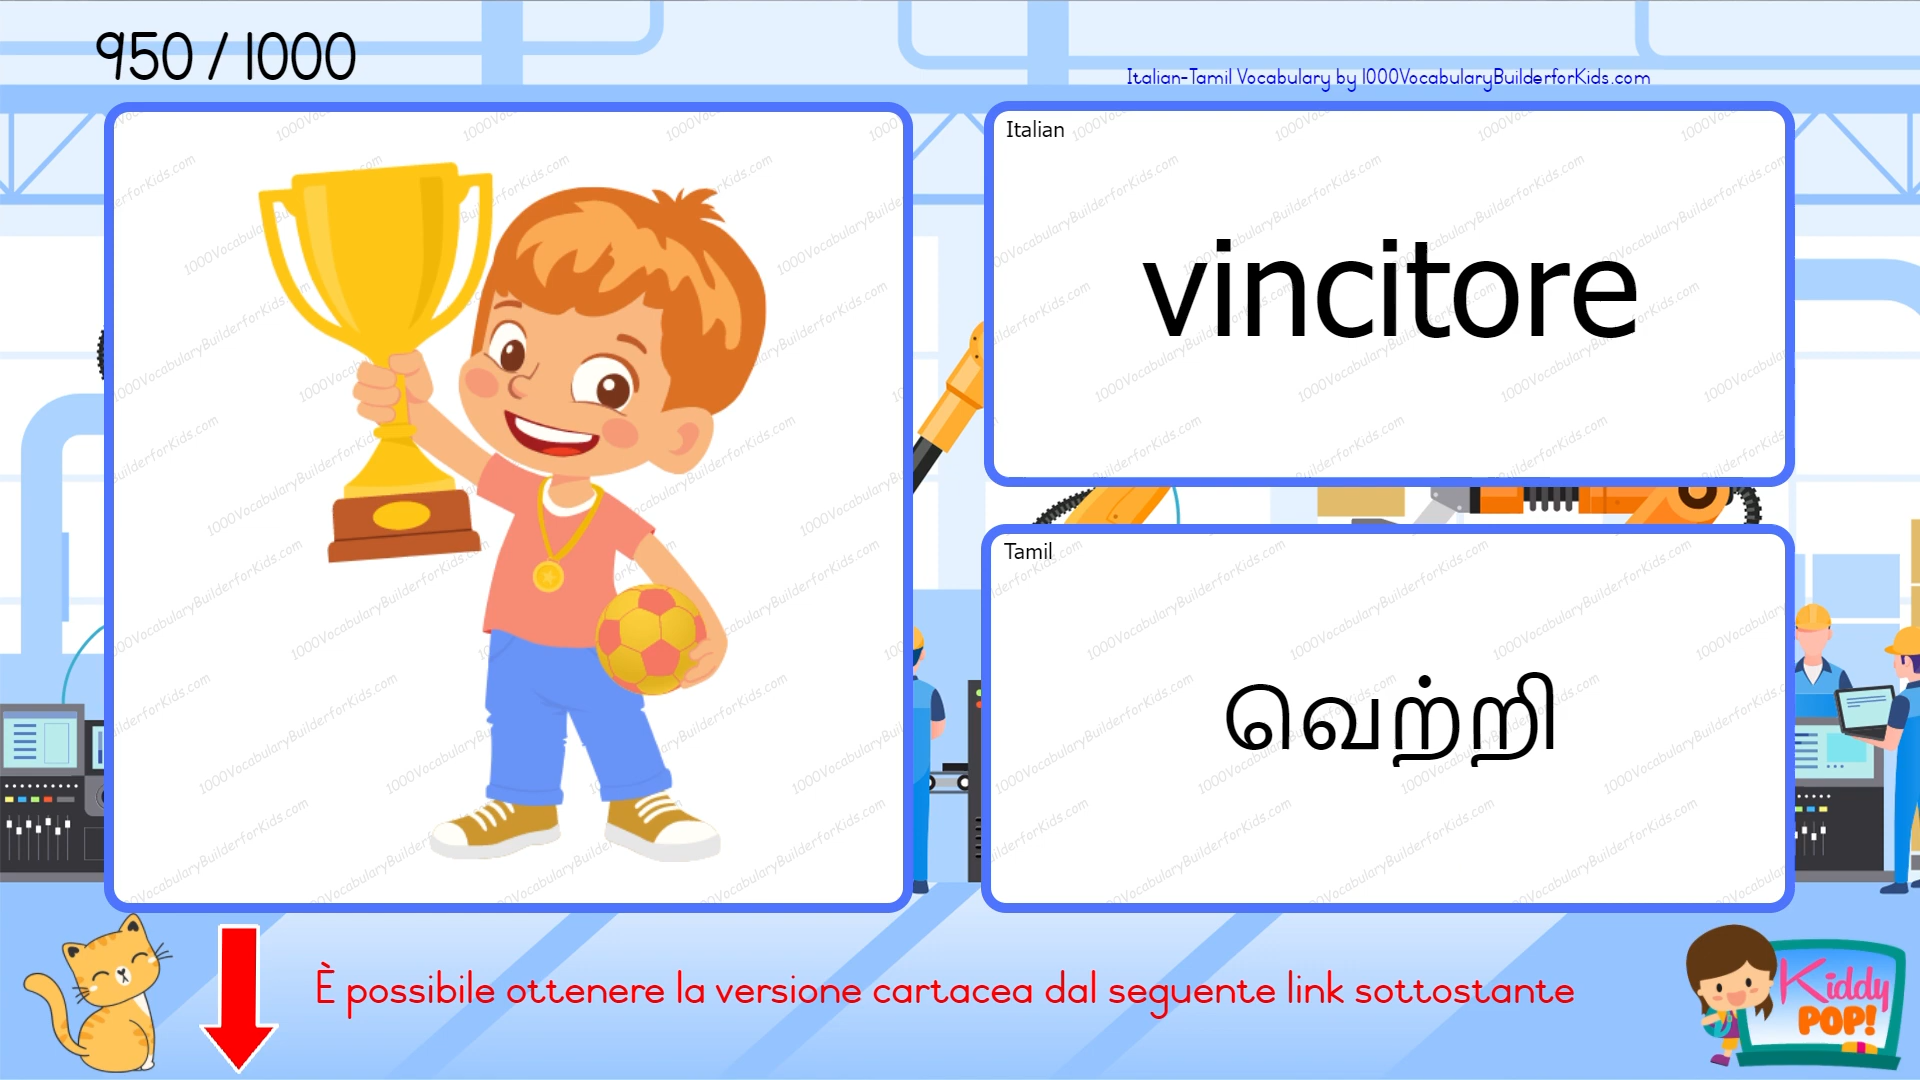 950 / 1000
Italian-Tamil Vocabulary by 1000VocabularyBuilderforKids.com
Italian
vincitore
Tamil
வெற்றி
È possibile ottenere la versione cartacea dal seguente link sottostante
Kiddy
POP!